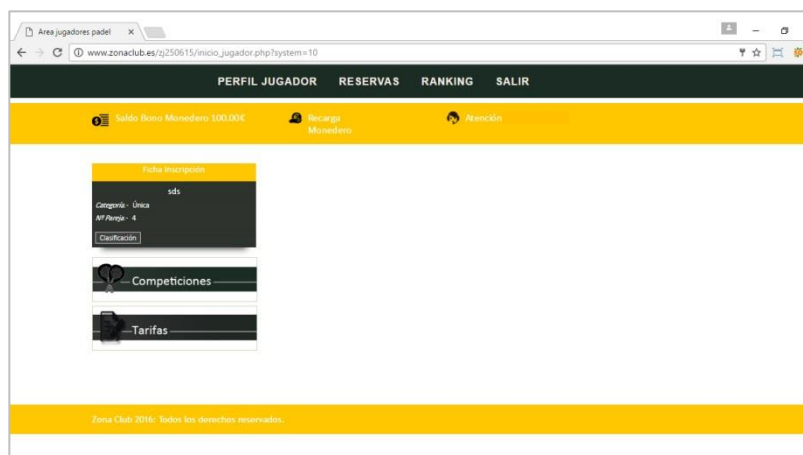 Area jugadores padel
www.zonaclub.es/zj250615/inicio_jugador.php?system=10
PERFIL JUGADOR RESERVAS RANKING SALIR
Saldo Bono Monedero 100.00€
Recarga
Monedero
Atención
Ficha Inscripción
sds
Categoría - Única
Nº Pareja - 4
Clasificación
Competiciones
Tarifas
Zona Club 2016: Todos los derechos reservados.